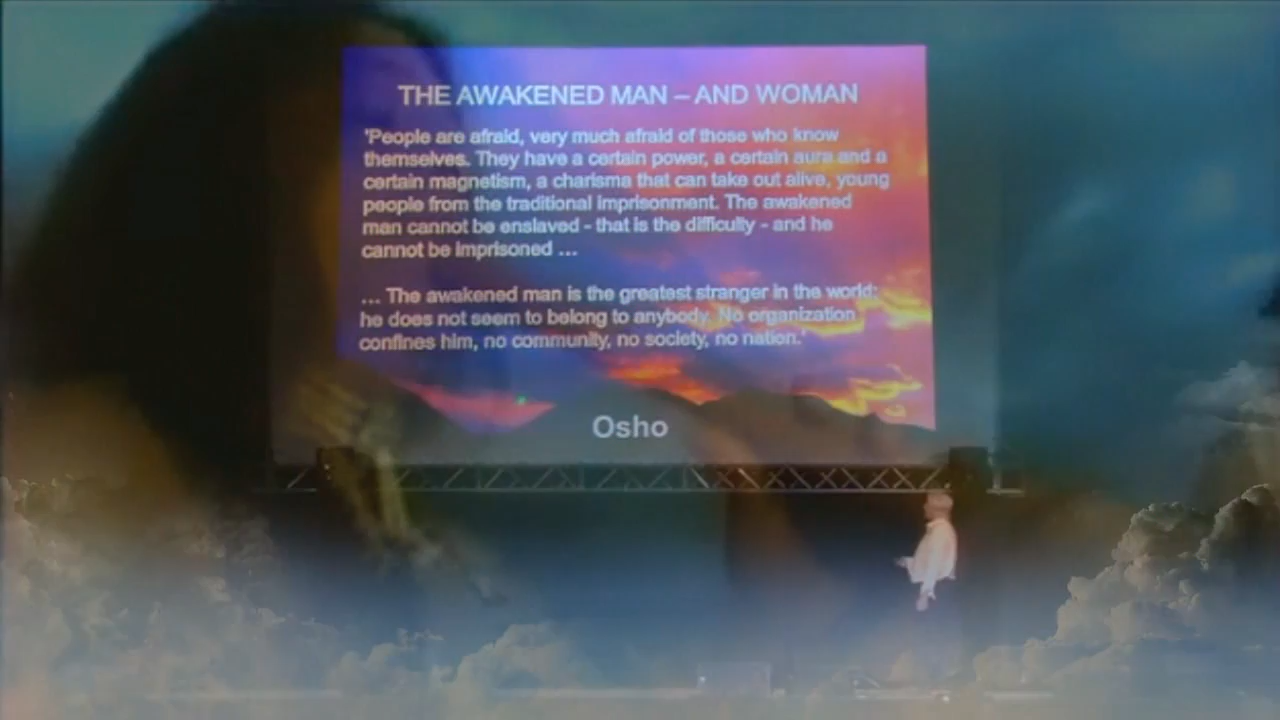 THE AWAKENED MAN – AND WOMAN
'People are afraid, very much afraid of those who know
themselves. They have a certain power, a certain aura and a
certain magnetism, a charisma that can take out alive, young
people from the traditional imprisonment. The awakened
man cannot be enslaved - that is the difficulty - and he
cannot be imprisoned ...
... The awakened man is the greatest stranger in the world;
he does not seem to belong to anybody. No organization
confines him, no community, no society, no nation.'
Osho